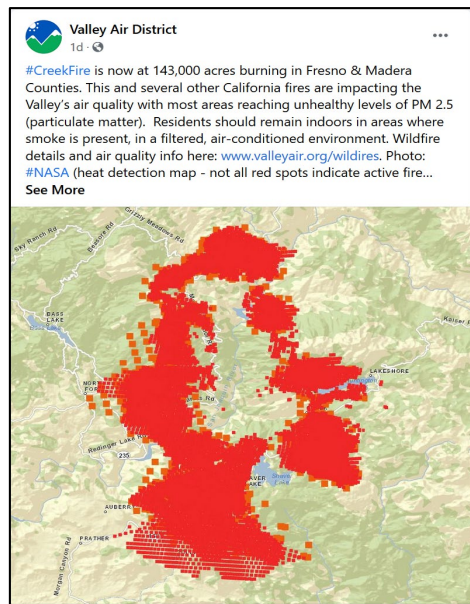 Valley Air District
1d ·
#CreekFire is now at 143,000 acres burning in Fresno & Madera
Counties. This and several other California fires are impacting the
Valley's air quality with most areas reaching unhealthy levels of PM 2.5
(particulate matter).  Residents should remain indoors in areas where
smoke is present, in a filtered, air-conditioned environment. Wildfire
details and air quality info here: www.valleyair.org/wildires. Photo:
#NASA (heat detection map - not all red spots indicate active fire...
See More
Grizzly Meadows Rd
Sky Ranch Rd
Beasore Rd
BASS
LAKE
Kaiser
LAKESHORE
Redinger Lake Rd
235
AUBERR
PRATHER
Morgan Canyon Rd